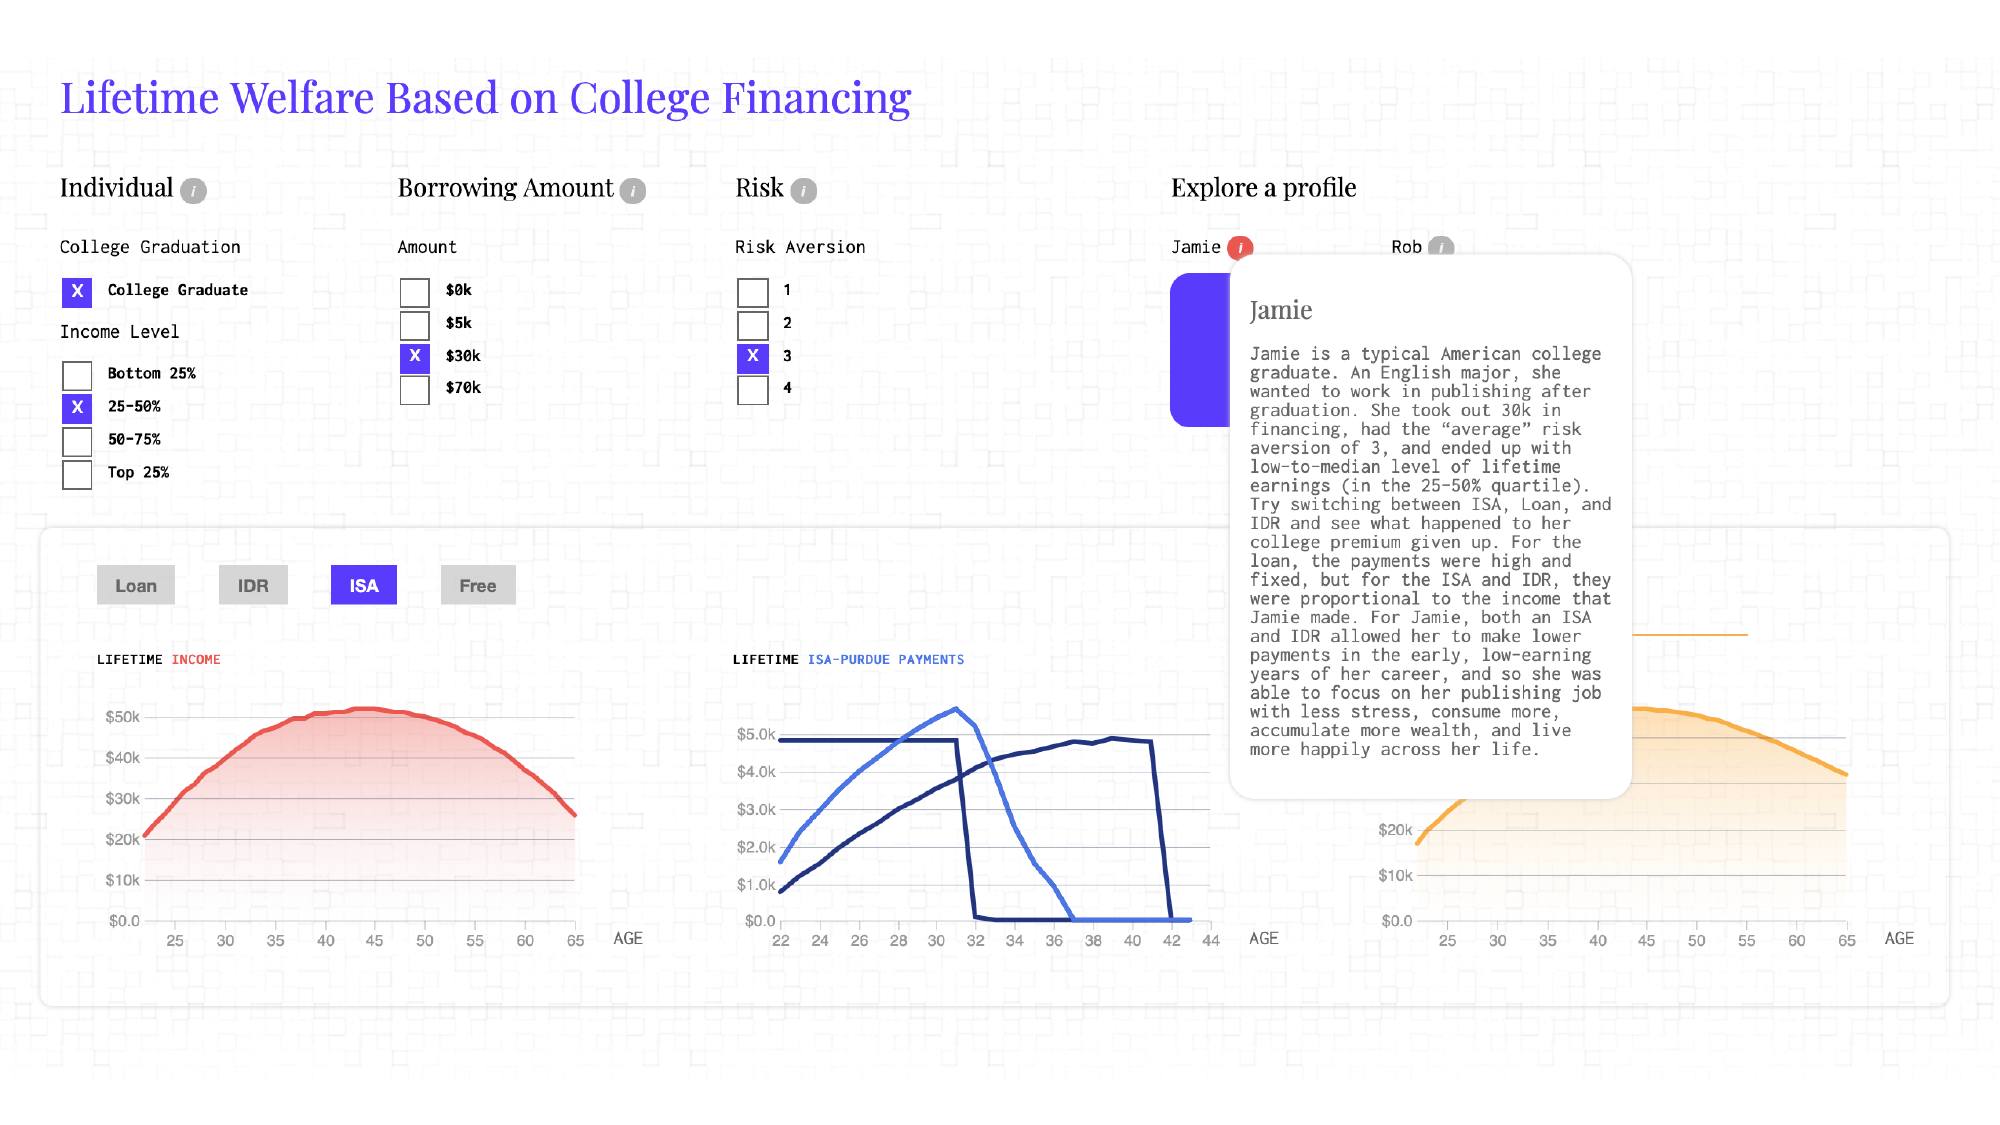 Lifetime Welfare Based on College Financing
Individual i
Borrowing Amount i
Risk i
Explore a profile
College Graduation
Amount
Risk Aversion
Jamie i
Rob i
X College Graduate
Income Level
Bottom 25%
X 25-50%
50-75%
Top 25%
$0k
$5k
X $30k
$70k
1
2
X 3
4
Jamie
Jamie is a typical American college
graduate. An English major, she
wanted to work in publishing after
graduation. She took out 30k in
financing, had the “average” risk
aversion of 3, and ended up with
low-to-median level of lifetime
earnings (in the 25-50% quartile).
Try switching between ISA, Loan, and
IDR and see what happened to her
college premium given up. For the
loan, the payments were high and
fixed, but for the ISA and IDR, they
were proportional to the income that
Jamie made. For Jamie, both an ISA
and IDR allowed her to make lower
payments in the early, low-earning
years of her career, and so she was
able to focus on her publishing job
with less stress, consume more,
accumulate more wealth, and live
more happily across her life.
Loan IDR ISA Free
LIFETIME INCOME
$50k
$40k
$30k
$20k
$10k
$0.0
25 30 35 40 45 50 55 60 65 AGE
LIFETIME ISA-PURDUE PAYMENTS
$5.0k
$4.0k
$3.0k
$2.0k
$1.0k
$0.0
22 24 26 28 30 32 34 36 38 40 42 44 AGE
$20k
$10k
$0.0
25 30 35 40 45 50 55 60 65 AGE